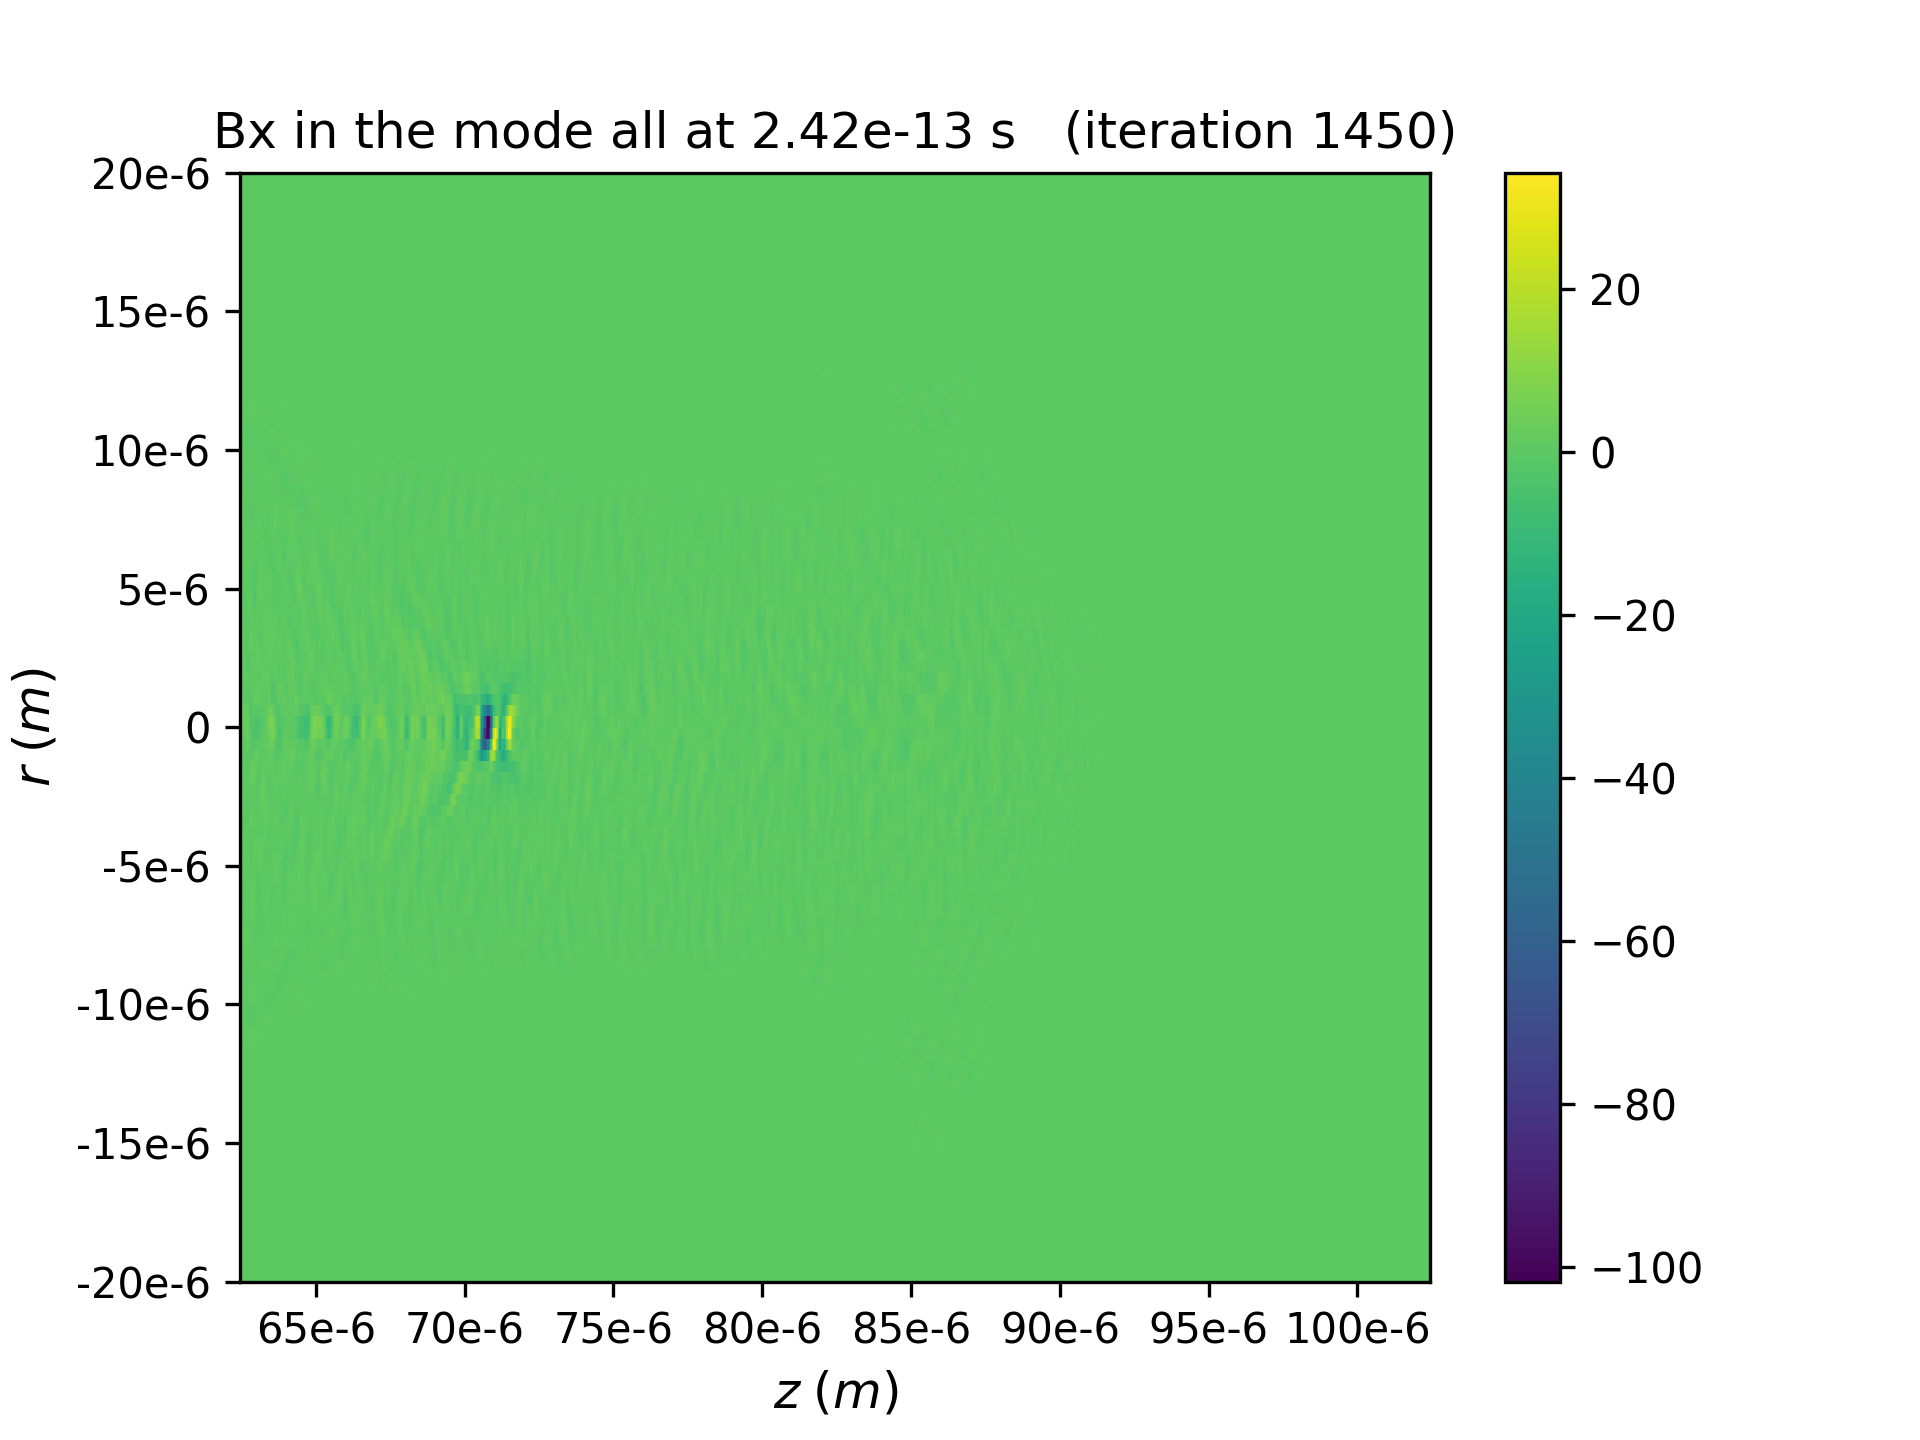 Bx in the mode all at 2.42e-13 s   (iteration 1450)
20e-6
15e-6
10e-6
5e-6
0
-5e-6
-10e-6
-15e-6
-20e-6
r (m)
65e-6 70e-6 75e-6 80e-6 85e-6 90e-6 95e-6 100e-6
z (m)
20
0
−20
−40
−60
−80
−100